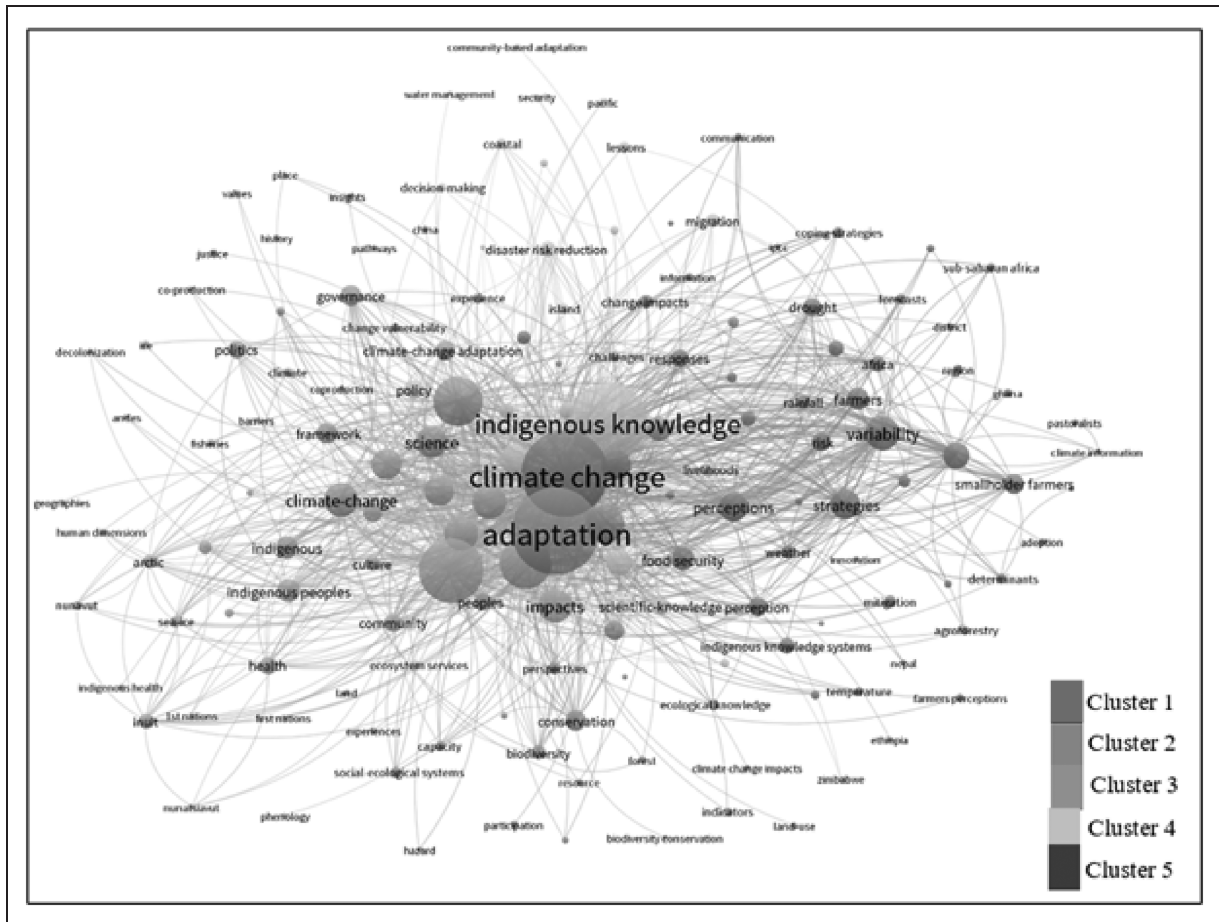 community-based adaptation
water management
security
pacific
communication
coastal
lessons
place
decision making
values
insights
migration
china
coping strategies
history
pathways
disaster risk reduction
justice
sub-saharan africa
information
co-production
governance
experience
change impacts
forecasts
island
drought
change vulnerability
district
decolonization
politics
climate-change adaptation
challenges
responses
africa
climate
region
coproduction
policy
ghana
rainfall
farmers
barriers
indigenous knowledge
pastoralists
framework
science
variability
fisheries
risk
climate information
climate change
livelihoods
smallholder farmers
geographies
climate-change
perceptions
strategies
human dimensions
adaptation
adoption
indigenous
weather
arctic
culture
food security
innovation
determinants
indigenous peoples
nunavut
peoples
impacts
scientific-knowledge
perception
mitigation
community
agroforestry
indigenous knowledge systems
health
ecosystem services
perspectives
nepal
indigenous health
land
temperature
farmers perceptions
ecological knowledge
inuit
1st nations
first nations
conservation
experiences
capacity
biodiversity
ethiopia
forest
social-ecological systems
climate change impacts
resource
zimbabwe
nunatsiavut
phenology
indicators
participation
land-use
biodiversity conservation
hazard
Cluster 1
Cluster 2
Cluster 3
Cluster 4
Cluster 5